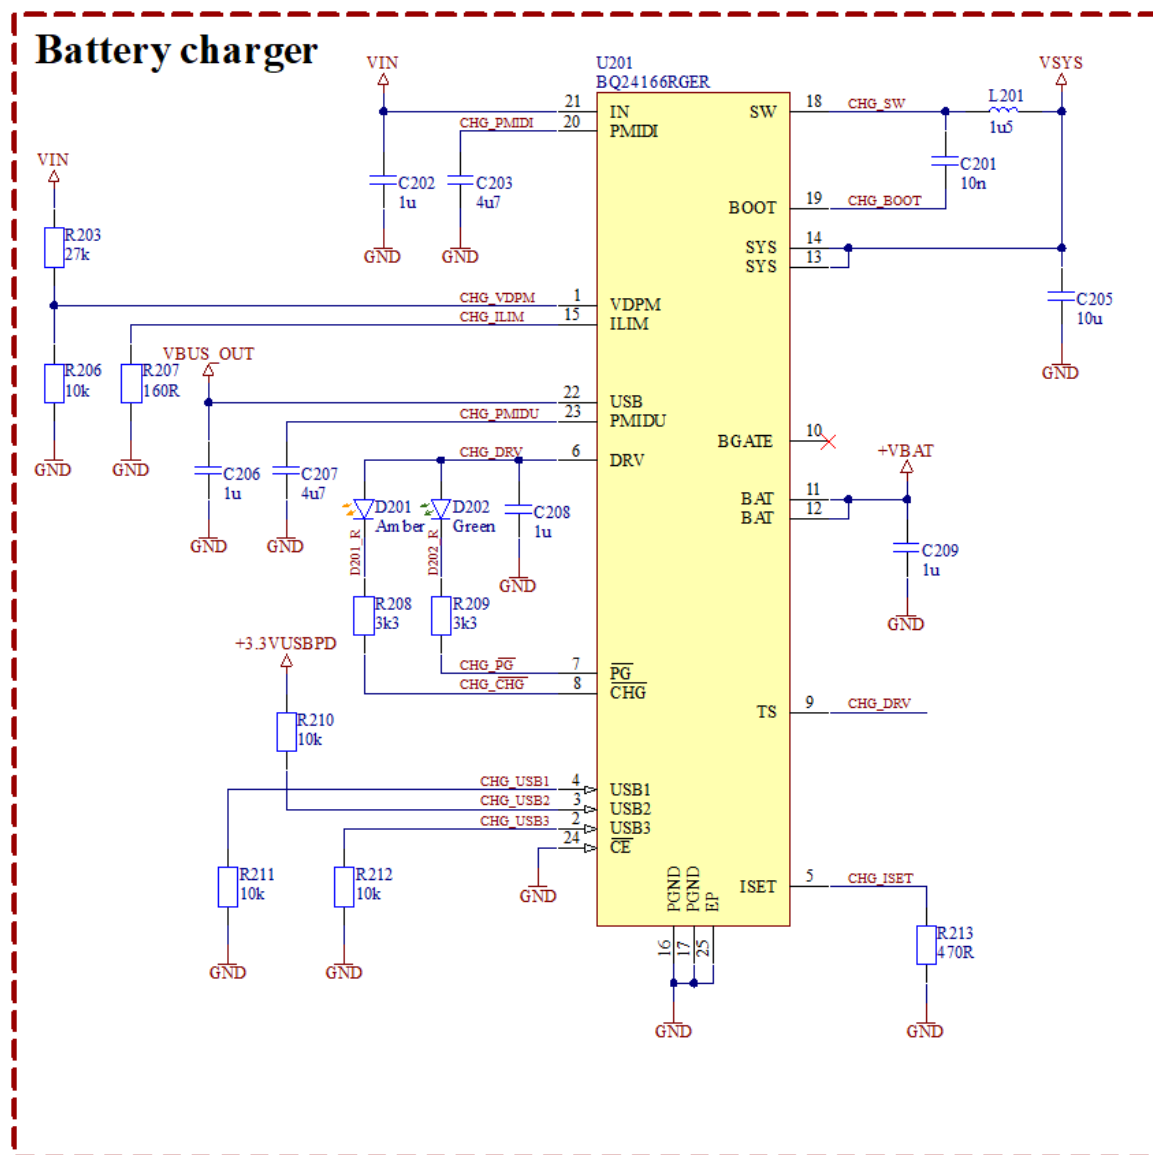 Battery charger
VIN
U201
BQ24166RGER
VSYS
21
IN
CHG_PMIDI
20
PMIDI
SW
18
CHG_SW
L201
1u5
VIN
C202
1u
C203
4u7
C201
10n
BOOT
19
CHG_BOOT
R203
27k
GND
GND
SYS
14
SYS
13
CHG_VDPM
1
VDPM
CHG_ILIM
15
ILIM
C205
10u
VBUS_OUT
R206
10k
R207
160R
GND
22
USB
CHG_PMIDU
23
PMIDU
BGATE
10
+VBAT
GND
GND
C206
1u
C207
4u7
CHG_DRV
6
DRV
D201
Amber
D202
Green
C208
1u
BAT
11
BAT
12
GND
GND
D201_R
D202_R
GND
C209
1u
R208
3k3
R209
3k3
GND
+3.3VUSBPD
CHG_PG
7
PG
CHG_CHG
8
CHG
R210
10k
TS
9
CHG_DRV
CHG_USB1
4
USB1
CHG_USB2
3
USB2
CHG_USB3
2
USB3
24
CE
R211
10k
R212
10k
GND
PGND
PGND
EP
ISET
5
CHG_ISET
16
17
25
R213
470R
GND
GND
GND
GND